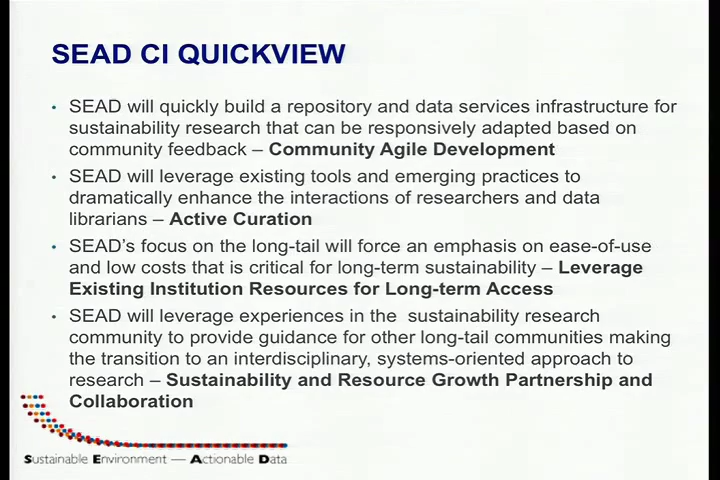 SEAD CI QUICKVIEW
• SEAD will quickly build a repository and data services infrastructure for
sustainability research that can be responsively adapted based on
community feedback – Community Agile Development
• SEAD will leverage existing tools and emerging practices to
dramatically enhance the interactions of researchers and data
librarians – Active Curation
• SEAD's focus on the long-tail will force an emphasis on ease-of-use
and low costs that is critical for long-term sustainability – Leverage
Existing Institution Resources for Long-term Access
• SEAD will leverage experiences in the sustainability research
community to provide guidance for other long-tail communities making
the transition to an interdisciplinary, systems-oriented approach to
research – Sustainability and Resource Growth Partnership and
Collaboration
Sustainable Environment — Actionable Data